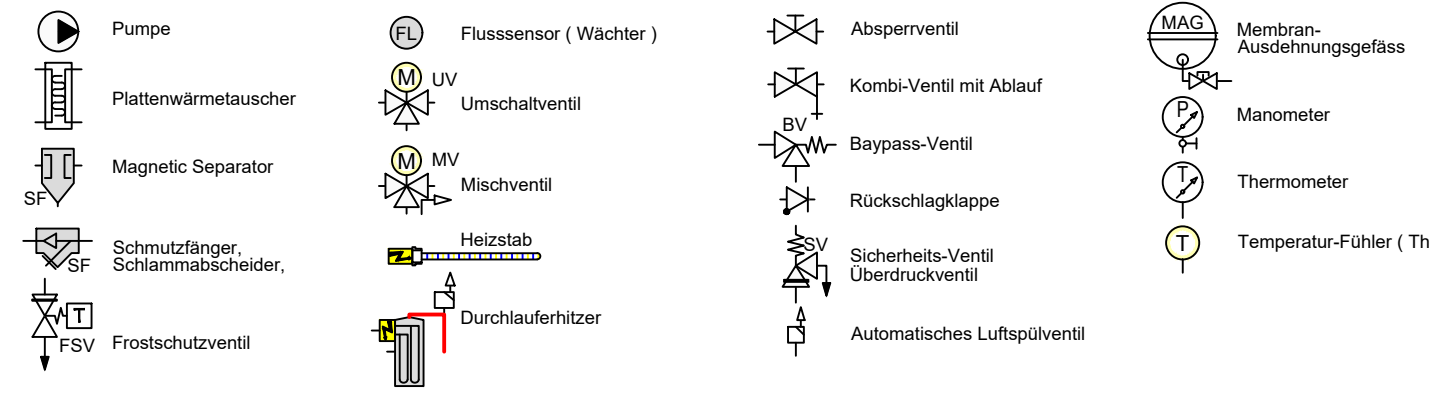 Pumpe
Plattenwärmetauscher
Magnetic Separator
SF
Schmutzfänger,
Schlammabscheider,
SF
T
FSV
Frostschutzventil
FL
Flusssensor ( Wächter )
M
UV
Umschaltventil
M
MV
Mischventil
Heizstab
Durchlauferhitzer
Absperrventil
Kombi-Ventil mit Ablauf
BV
Baypass-Ventil
Rückschlagklappe
SV
Sicherheits-Ventil
Überdruckventil
Automatisches Luftspülventil
MAG
Membran-
Ausdehnungsgefäss
P
Manometer
T
Thermometer
T
Temperatur-Fühler ( Th